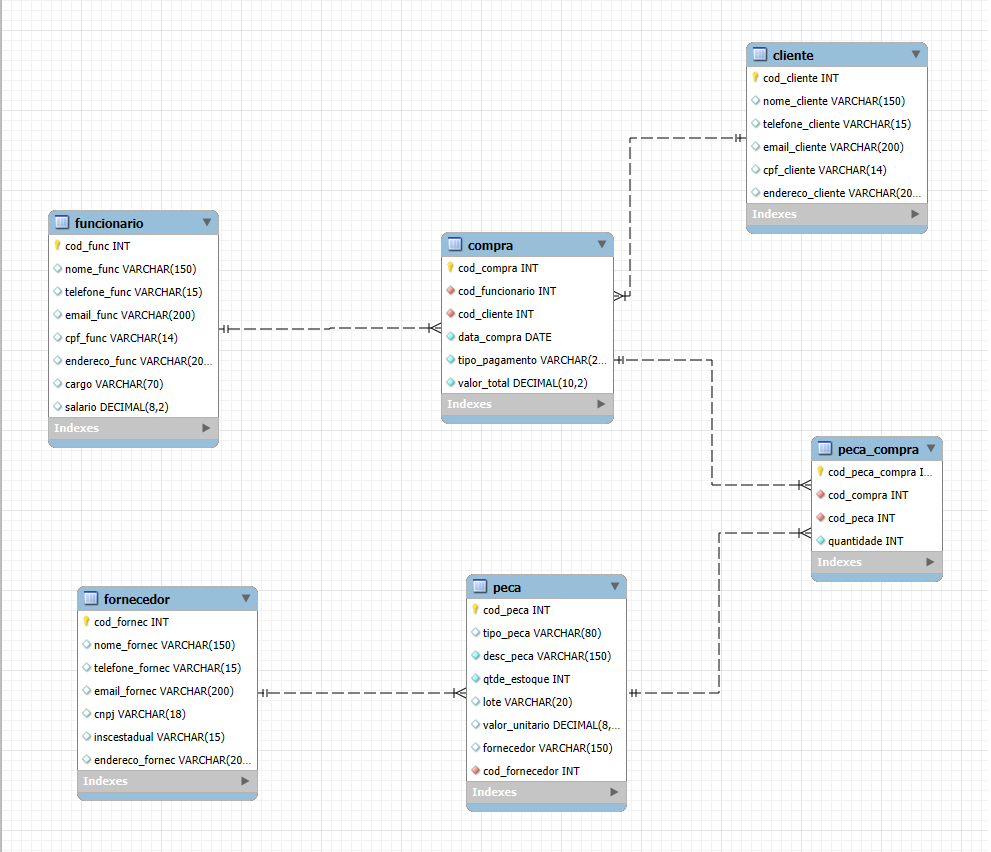 cliente
cod_cliente INT
nome_cliente VARCHAR(150)
telefone_cliente VARCHAR(15)
email_cliente VARCHAR(200)
cpf_cliente VARCHAR(14)
endereco_cliente VARCHAR(20...
Indexes
funcionario
cod_func INT
nome_func VARCHAR(150)
telefone_func VARCHAR(15)
email_func VARCHAR(200)
cpf_func VARCHAR(14)
endereco_func VARCHAR(20...
cargo VARCHAR(70)
salario DECIMAL(8,2)
Indexes
compra
cod_compra INT
cod_funcionario INT
cod_cliente INT
data_compra DATE
tipo_pagamento VARCHAR(2...
valor_total DECIMAL(10,2)
Indexes
peca_compra
cod_peca_compra I...
cod_compra INT
cod_peca INT
quantidade INT
Indexes
fornecedor
cod_fornec INT
nome_fornec VARCHAR(150)
telefone_fornec VARCHAR(15)
email_fornec VARCHAR(200)
cnpj VARCHAR(18)
inscestadual VARCHAR(15)
endereco_fornec VARCHAR(20...
Indexes
peca
cod_peca INT
tipo_peca VARCHAR(80)
desc_peca VARCHAR(150)
qtde_estoque INT
lote VARCHAR(20)
valor_unitario DECIMAL(8,...
fornecedor VARCHAR(150)
cod_fornecedor INT
Indexes